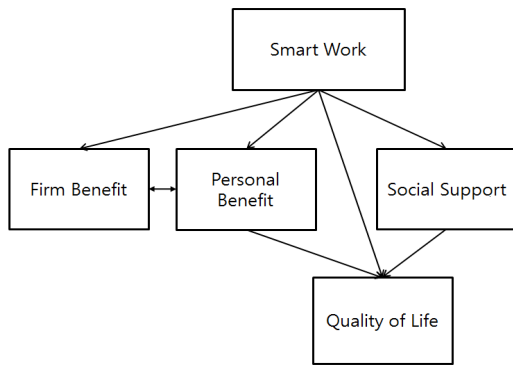 Smart Work
Firm Benefit
Personal
Benefit
Social Support
Quality of Life